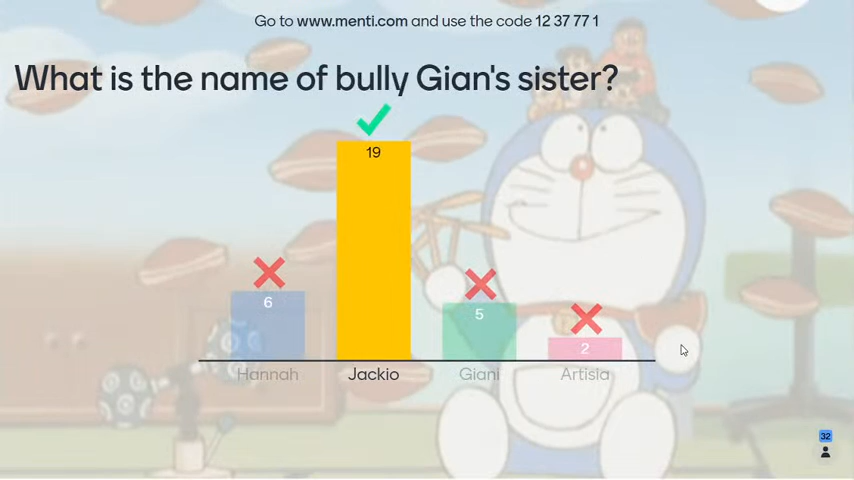 Go to www.menti.com and use the code 12 37 77 1
What is the name of bully Gian's sister?
19
6
5
2
Hannah Jackio Giani Artisia
32